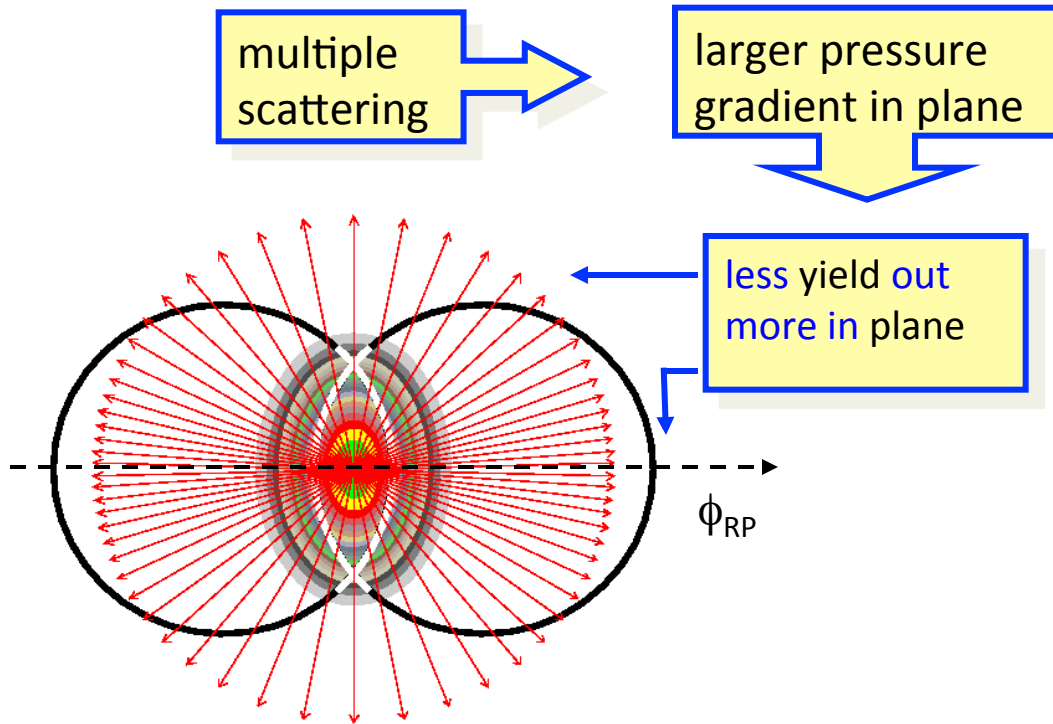 multiple
scattering
larger pressure
gradient in plane
less yield out
more in plane
ϕRP